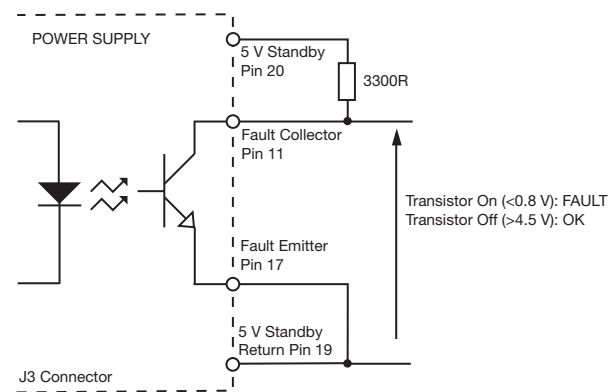 POWER SUPPLY
5 V Standby
Pin 20
3300R
Fault Collector
Pin 11
Transistor On (<0.8 V): FAULT
Transistor Off (>4.5 V): OK
Fault Emitter
Pin 17
5 V Standby
Return Pin 19
J3 Connector